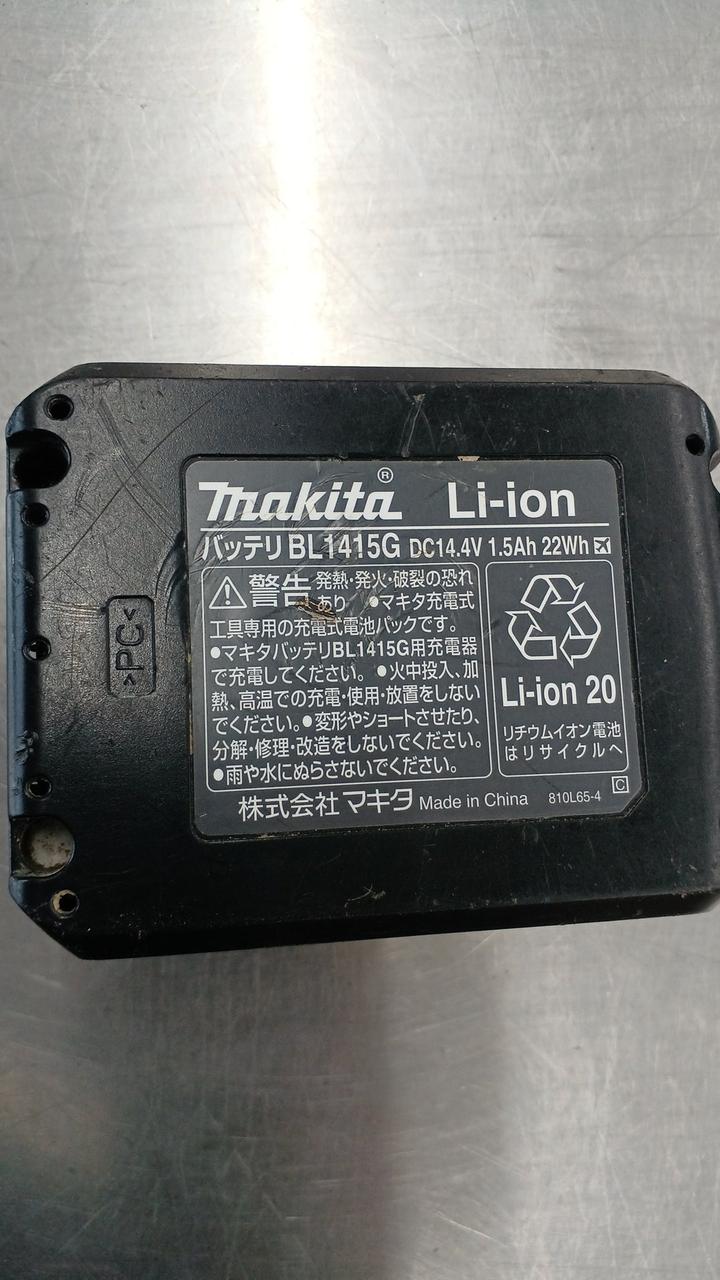 makita® Li-ion
バッテリ BL1415G DC14.4V 1.5Ah 22Wh
警告 発熱・発火・破裂の恐れ
あり ●マキタ充電式
工具専用の充電式電池パックです。
●マキタバッテリBL1415G用充電器
で充電してください。●火中投入、加
熱、高温での充電・使用・放置をしない
でください。●変形やショートさせたり、
分解・修理・改造をしないでください。
●雨や水にぬらさないでください。
Li-ion 20
リチウムイオン電池
はリサイクルへ
株式会社 マキタ Made in China 810L65-4 C
>PC<